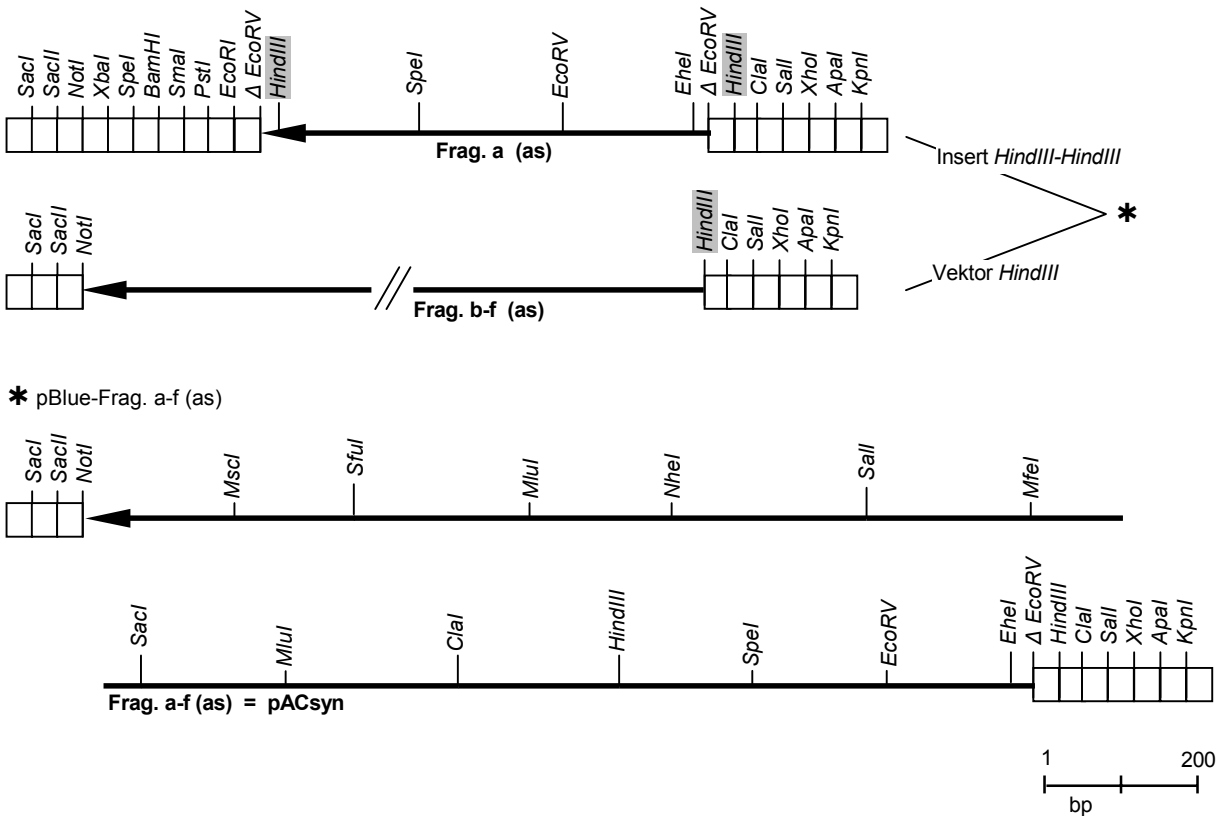 SacI SacII NotI XbaI SpeI BamHI SmaI PstI EcoRI Δ EcoRV HindIII SpeI EcoRV EheI Δ EcoRV HindIII ClaI SalI XhoI ApaI KpnI
Frag. a (as)
Insert HindIII-HindIII
*
SacI SacII NotI HindIII ClaI SalI XhoI ApaI KpnI
Vektor HindIII
Frag. b-f (as)
* pBlue-Frag. a-f (as)
SacI SacII NotI MscI SfuI MluI NheI SalI MfeI
SacI MluI ClaI HindIII SpeI EcoRV EheI Δ EcoRV HindIII ClaI SalI XhoI ApaI KpnI
Frag. a-f (as) = pACsyn
1 200
bp